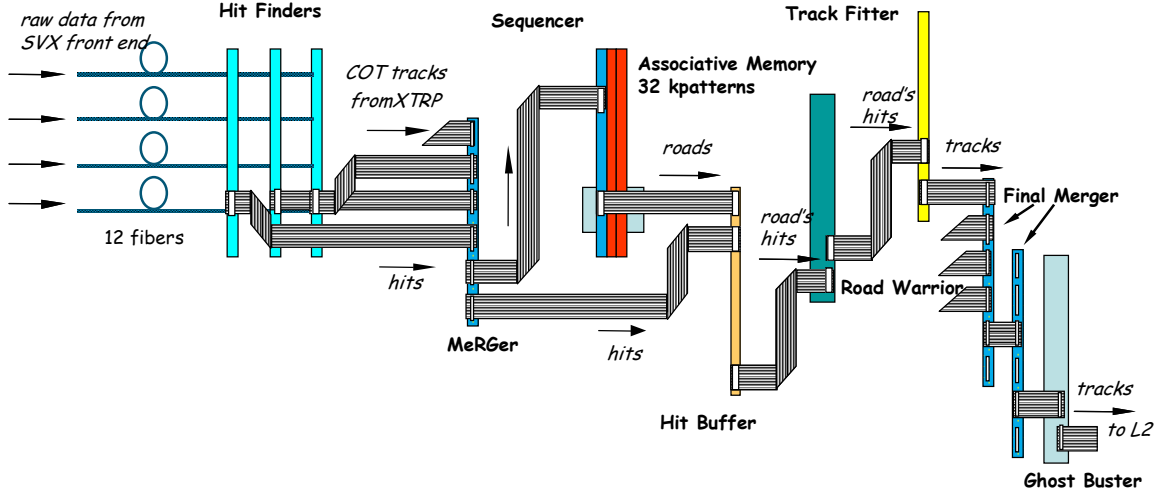 Hit Finders
Sequencer
Track Fitter
raw data from
SVX front end
COT tracks
fromXTRP
Associative Memory
32 kpatterns
road's
hits
roads
tracks
Final Merger
12 fibers
road's
hits
hits
Road Warrior
MeRGer
hits
Hit Buffer
tracks
to L2
Ghost Buster